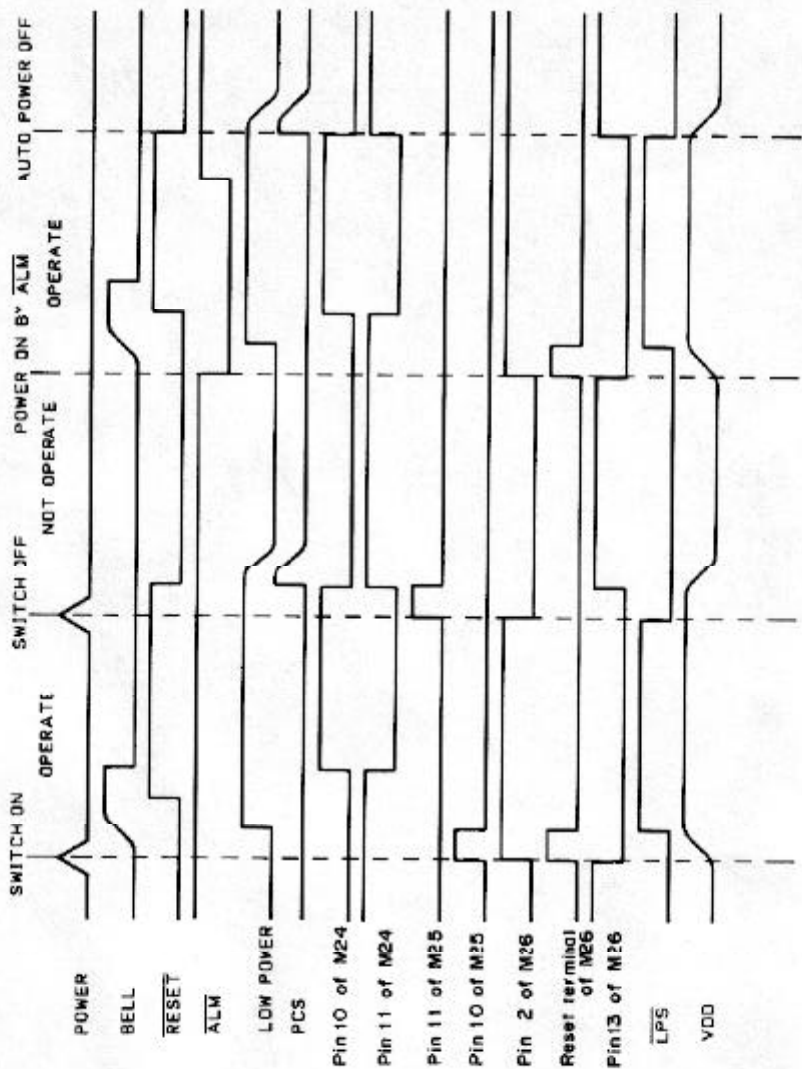 SWITCH ON
SWITCH OFF
POWER ON BY ALM
AUTO POWER OFF
OPERATE
NOT OPERATE
OPERATE
POWER
BELL
RESET
ALM
LOW POWER
PCS
Pin 10 of M24
Pin 11 of M24
Pin 11 of M25
Pin 10 of M25
Pin 2 of M26
Reset terminal
of M26
Pin 13 of M26
LPS
VDD